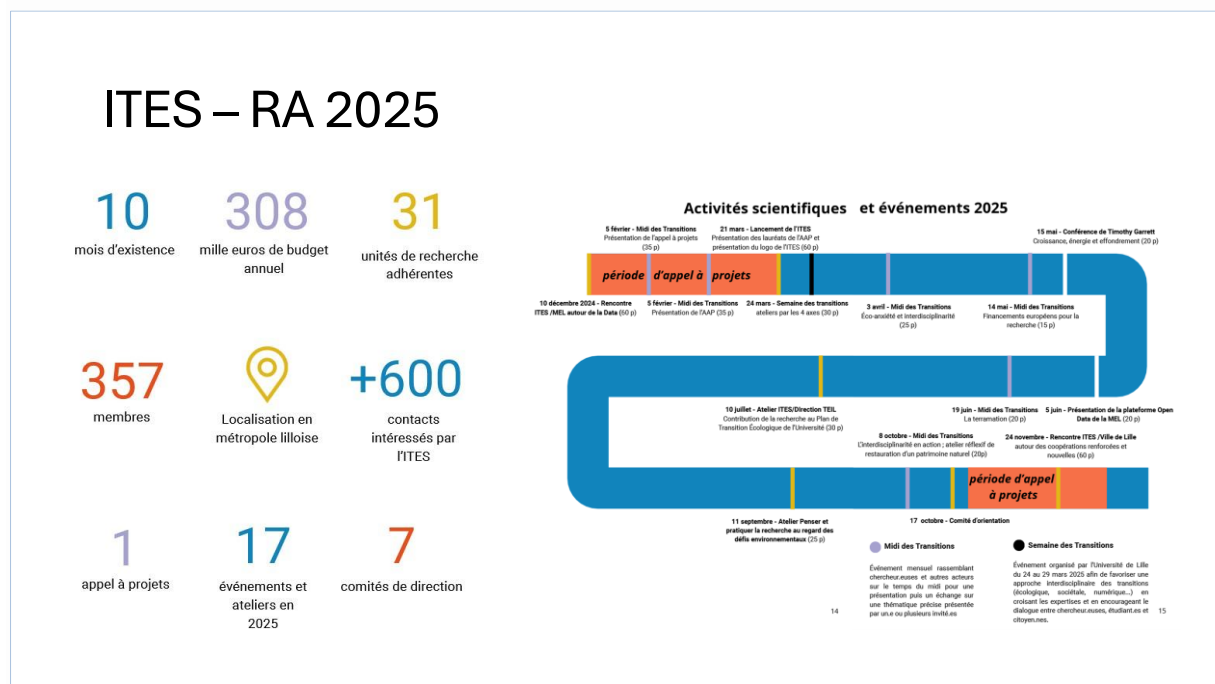 ITES – RA 2025
10
mois d'existence
308
mille euros de budget
annuel
31
unités de recherche
adhérentes
357
membres
Localisation en
métropole lilloise
+600
contacts
intéressés par
l'ITES
1
appel à projets
17
événements et
ateliers en
2025
7
comités de direction
Activités scientifiques et événements 2025
5 février - Midi des Transitions
Présentation de l'appel à projets
(35 p)
21 mars - Lancement de l'ITES
Présentation des lauréats de l'AAP et
présentation du logo de l'ITES (60 p)
15 mai - Conférence de Timothy Garrett
Croissance, énergie et effondrement (20 p)
période d'appel à projets
10 décembre 2024 - Rencontre
ITES /MEL autour de la Data (60 p)
5 février - Midi des Transitions
Présentation de l'AAP (35 p)
24 mars - Semaine des transitions
ateliers par les 4 axes (30 p)
3 avril - Midi des Transitions
Éco-anxiété et interdisciplinarité
(25 p)
14 mai - Midi des Transitions
Financements européens pour la
recherche (15 p)
10 juillet - Atelier ITES/Direction TEIL
Contribution de la recherche au Plan de
Transition Écologique de l'Université (30 p)
19 juin - Midi des Transitions
La terramation (20 p)
5 juin - Présentation de la plateforme Open
Data de la MEL (20 p)
8 octobre - Midi des Transitions
L'interdisciplinarité en action ; atelier réflexif de
restauration d'un patrimoine naturel (20p)
24 novembre - Rencontre ITES /Ville de Lille
autour des coopérations renforcées et
nouvelles (60 p)
période d'appel
à projets
11 septembre - Atelier Penser et
pratiquer la recherche au regard des
défis environnementaux (25 p)
17 octobre - Comité d'orientation
Midi des Transitions
Événement mensuel rassemblant
chercheur.euses et autres acteurs
sur le temps du midi pour une
présentation puis un échange sur
une thématique précise présentée
par un.e ou plusieurs invité.es
Semaine des Transitions
Événement organisé par l'Université de Lille
du 24 au 29 mars 2025 afin de favoriser une
approche interdisciplinaire des transitions
(écologique, sociétale, numérique...) en
croisant les expertises et en encourageant le
dialogue entre chercheur.euses, étudiant.es et
citoyen.nes.
14
15